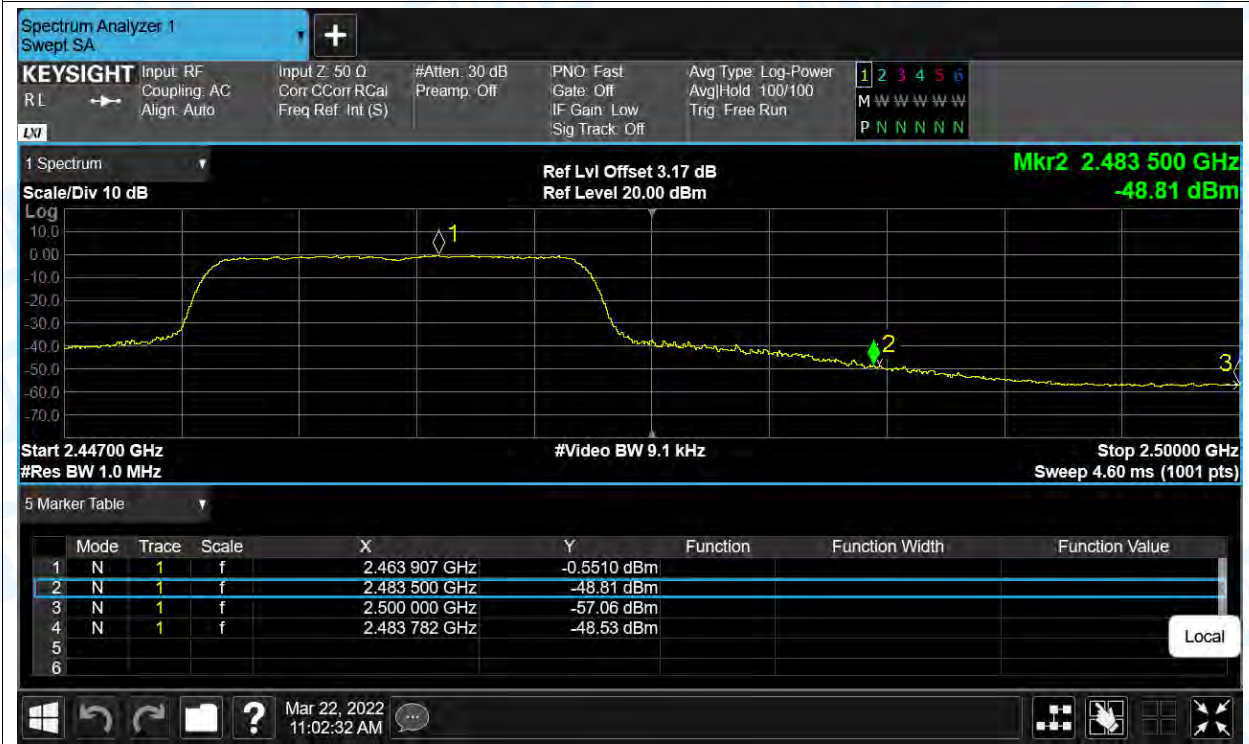 Spectrum Analyzer 1
Swept SA
+
KEYSIGHT Input: RF Input Z: 50 Ω #Atten: 30 dB PNO: Fast Avg Type: Log-Power 1 2 3 4 5 6
R L Coupling: AC Corr CCorr RCal Preamp: Off Gate: Off Avg|Hold: 100/100 M W W W W W
Align: Auto Freq Ref: Int (S) IF Gain: Low Trig: Free Run
LXI Sig Track: Off P N N N N N
1 Spectrum Ref Lvl Offset 3.17 dB Mkr2 2.483 500 GHz
Scale/Div 10 dB Ref Level 20.00 dBm -48.81 dBm
Log
10.0
0.00
-10.0
-20.0
-30.0
-40.0
-50.0
-60.0
-70.0
1
2
3
Start 2.44700 GHz #Video BW 9.1 kHz Stop 2.50000 GHz
#Res BW 1.0 MHz Sweep 4.60 ms (1001 pts)
5 Marker Table
Mode Trace Scale X Y Function Function Width Function Value
1 N 1 f 2.463 907 GHz -0.5510 dBm
2 N 1 f 2.483 500 GHz -48.81 dBm
3 N 1 f 2.500 000 GHz -57.06 dBm
4 N 1 f 2.483 782 GHz -48.53 dBm
5
6
Local
?
Mar 22, 2022
11:02:32 AM